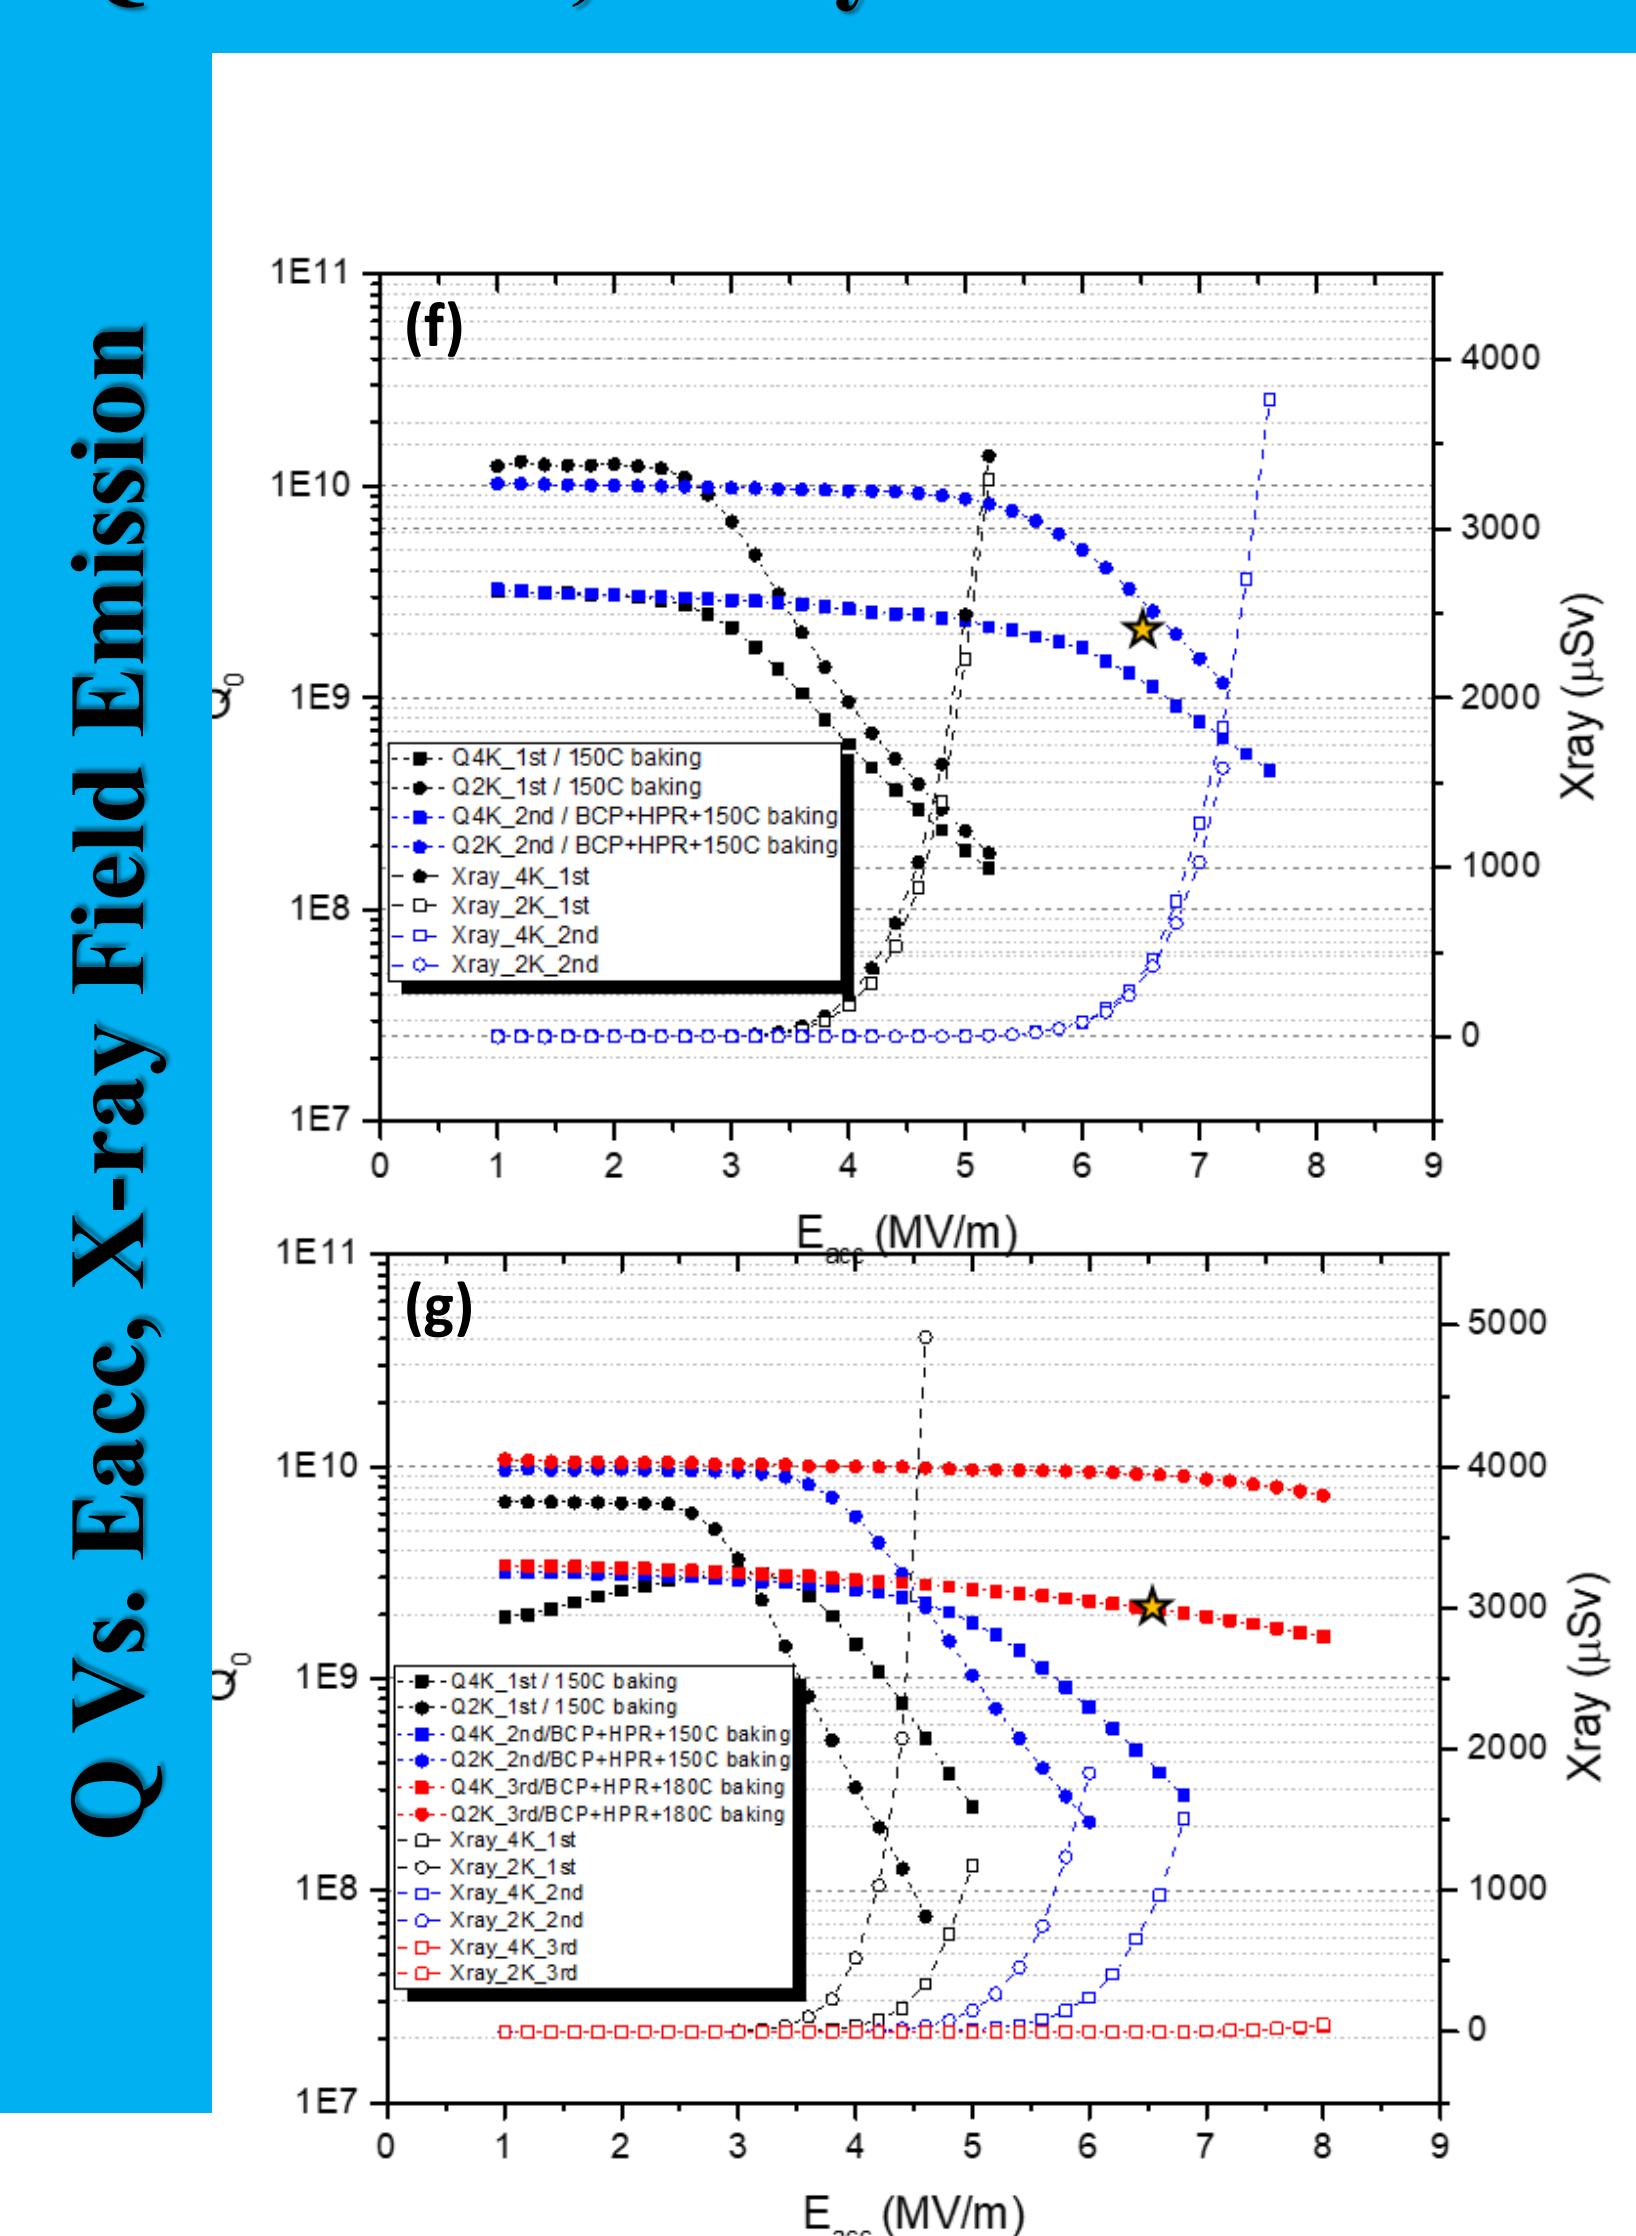 Q Vs. Eacc, X-ray Field Emission
(f)
1E11
1E10
1E9
1E8
1E7
Q0
4000
3000
2000
1000
0
Xray (µSv)
Q4K_1st / 150C baking
Q2K_1st / 150C baking
Q4K_2nd / BCP+HPR+150C baking
Q2K_2nd / BCP+HPR+150C baking
Xray_4K_1st
Xray_2K_1st
Xray_4K_2nd
Xray_2K_2nd
0 1 2 3 4 5 6 7 8 9
Eacc (MV/m)
(g)
1E11
1E10
1E9
1E8
1E7
Q0
5000
4000
3000
2000
1000
0
Xray (µSv)
Q4K_1st / 150C baking
Q2K_1st / 150C baking
Q4K_2nd/BCP+HPR+150C baking
Q2K_2nd/BCP+HPR+150C baking
Q4K_3rd/BCP+HPR+180C baking
Q2K_3rd/BCP+HPR+180C baking
Xray_4K_1st
Xray_2K_1st
Xray_4K_2nd
Xray_2K_2nd
Xray_4K_3rd
Xray_2K_3rd
0 1 2 3 4 5 6 7 8 9
Eacc (MV/m)